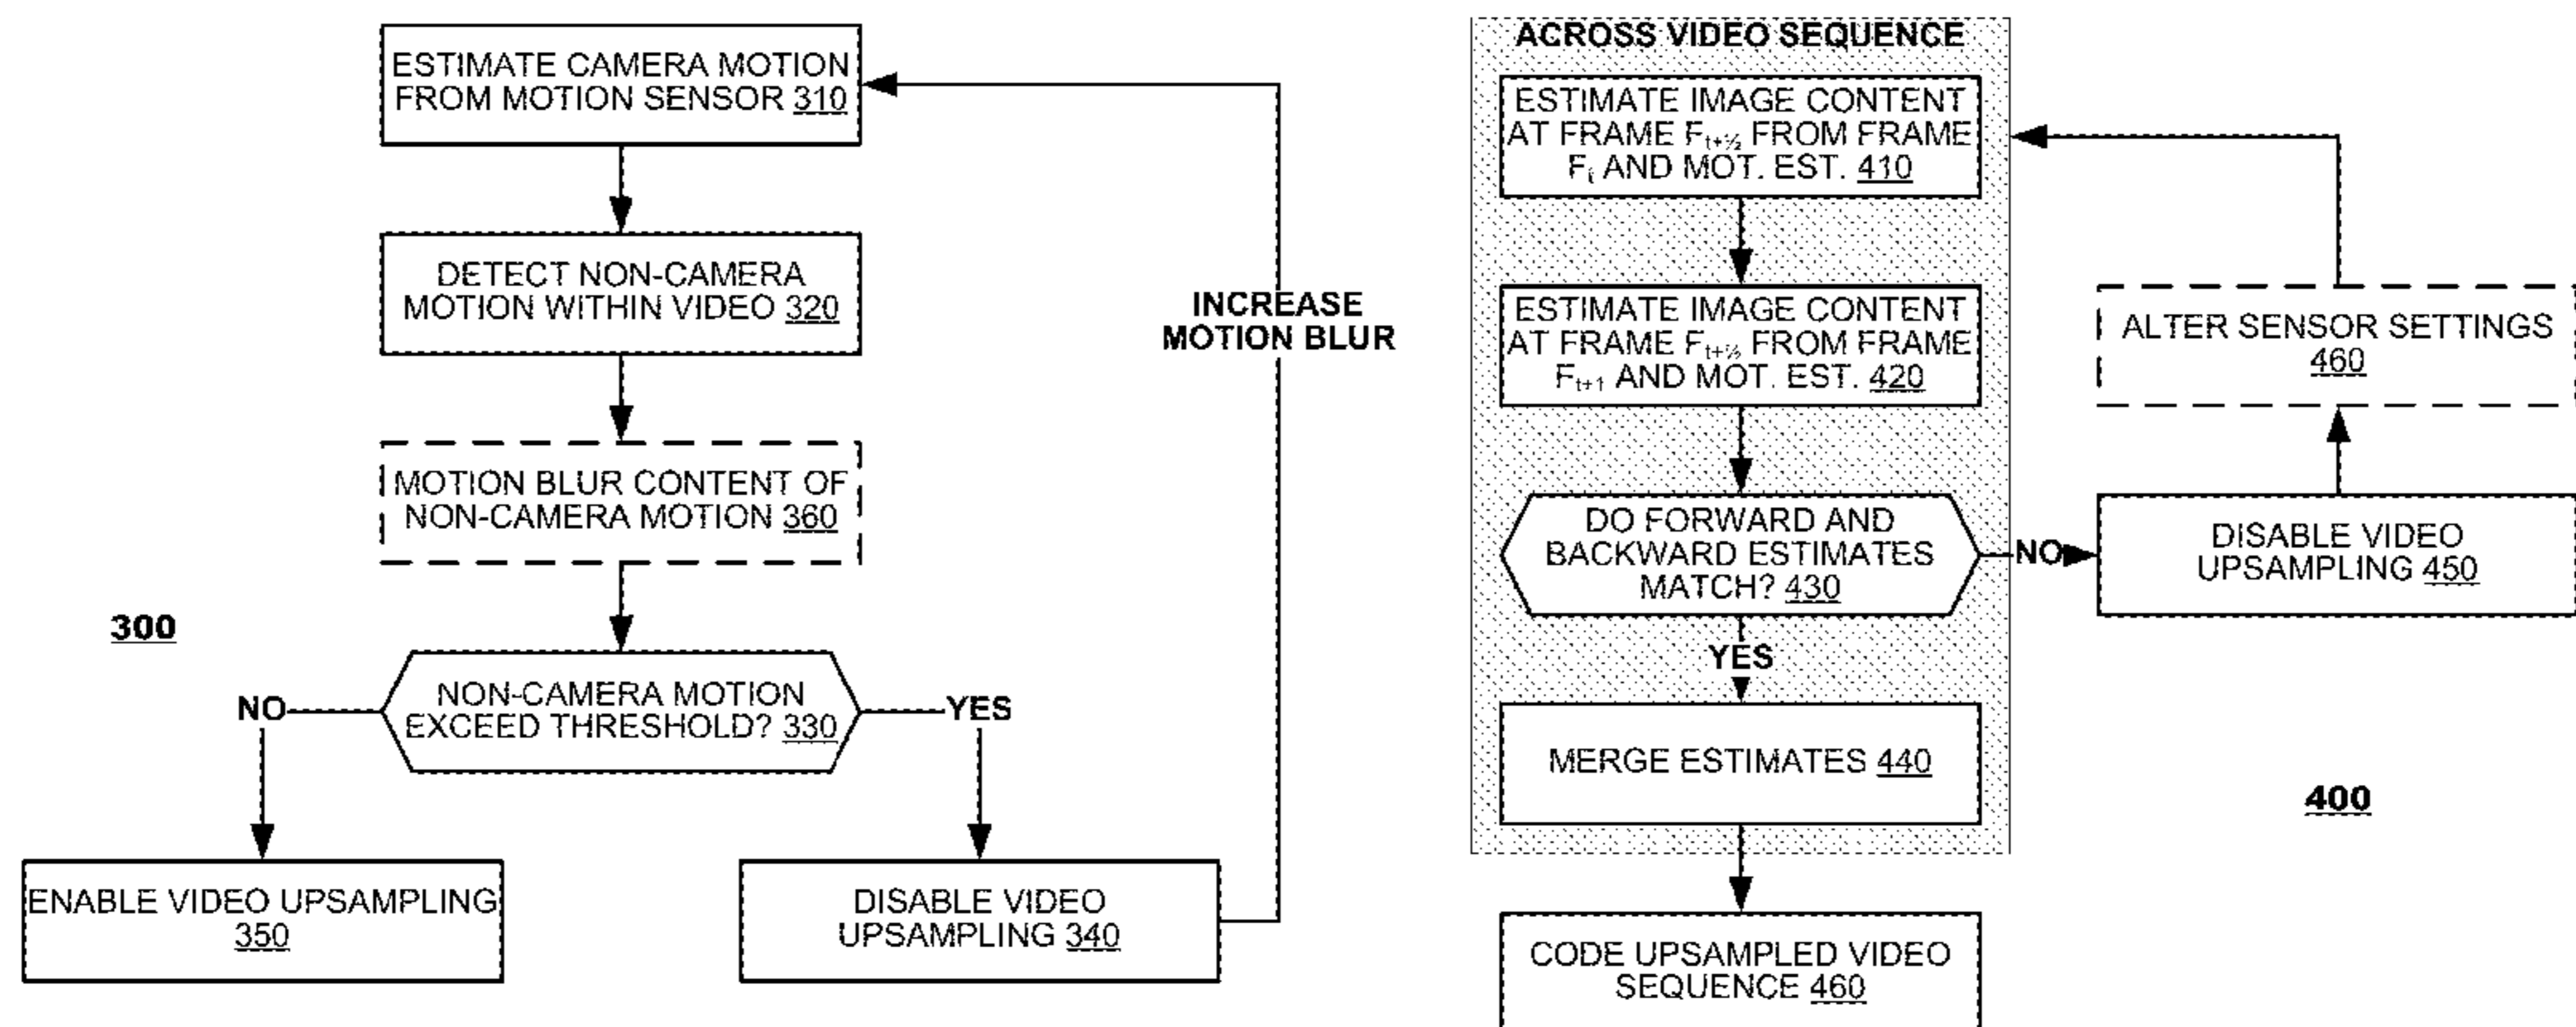 ESTIMATE CAMERA MOTION
FROM MOTION SENSOR 310
DETECT NON-CAMERA
MOTION WITHIN VIDEO 320
INCREASE
MOTION BLUR
MOTION BLUR CONTENT OF
NON-CAMERA MOTION 360
300
NON-CAMERA MOTION
EXCEED THRESHOLD? 330
NO
YES
ENABLE VIDEO UPSAMPLING
350
DISABLE VIDEO
UPSAMPLING 340
ACROSS VIDEO SEQUENCE
ESTIMATE IMAGE CONTENT
AT FRAME Ft+½ FROM FRAME
Ft AND MOT. EST. 410
ESTIMATE IMAGE CONTENT
AT FRAME Ft+½ FROM FRAME
Ft+1 AND MOT. EST. 420
ALTER SENSOR SETTINGS
460
DO FORWARD AND
BACKWARD ESTIMATES
MATCH? 430
NO
DISABLE VIDEO
UPSAMPLING 450
YES
MERGE ESTIMATES 440
400
CODE UPSAMPLED VIDEO
SEQUENCE 460